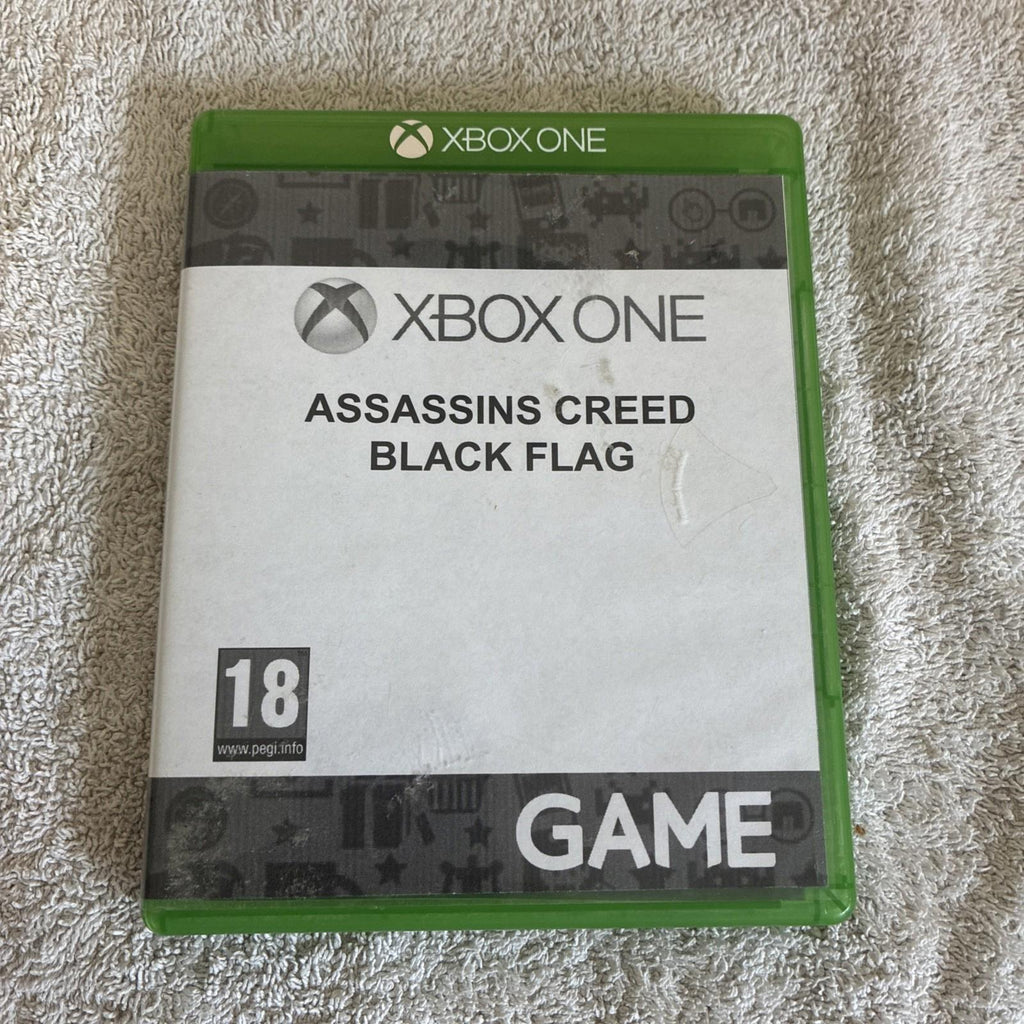 XBOX ONE
XBOX ONE
ASSASSINS CREED
BLACK FLAG
18
www.pegi.info
GAME